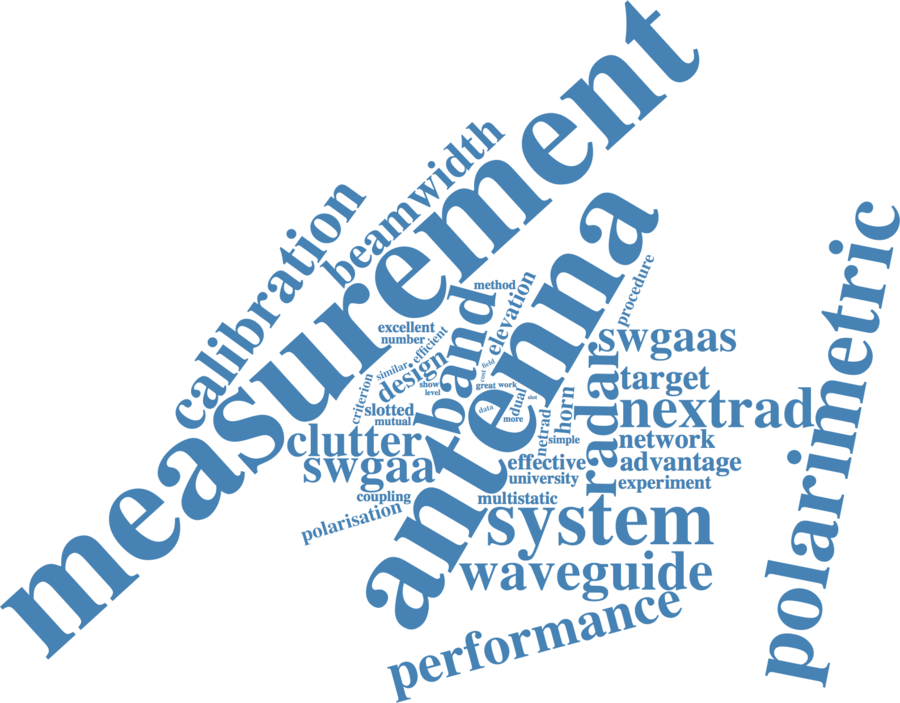 measurement
beamwidth
calibration
antenna
polarimetric
procedure
elevation
method
band
excellent
number
efficient
similar
design
swgaas
radar
target
nextrad
network
advantage
experiment
criterion
show
level
field
cost
great work
slot
dual
data
more
horn
netrad
simple
slotted
mutual
clutter
swgaa
effective
university
coupling
multistatic
polarisation
system
waveguide
performance